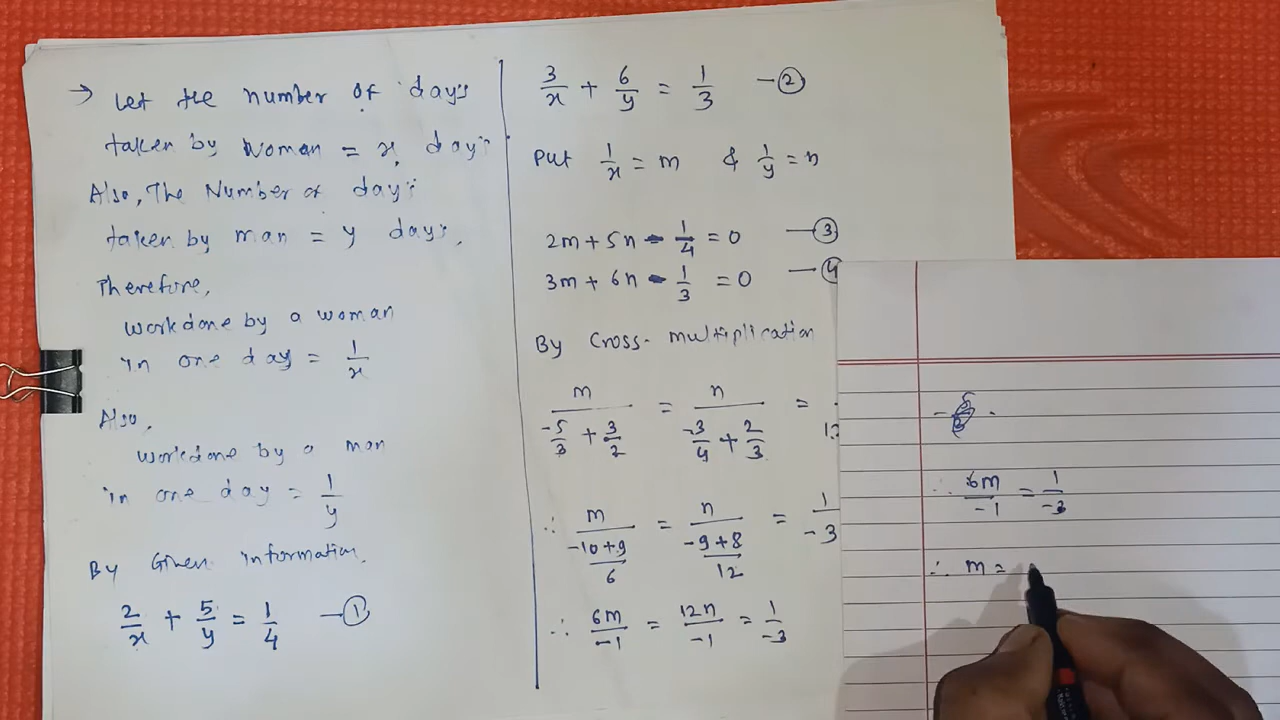 → Let the number of days
taken by woman = x days
Also, The Number of days
taken by man = y days.
Therefore,
workdone by a woman
in one day = 1/x
Also,
workdone by a man
in one day = 1/y
By Given information.
2/x + 5/y = 1/4 — ①
3/x + 6/y = 1/3 — ②
Put 1/x = m & 1/y = n
2m + 5n - 1/4 = 0 — ③
3m + 6n - 1/3 = 0 — ④
By Cross-multiplication
m/(-5/3 + 3/2) = n/(-3/4 + 2/3) =
∴ m/((-10+9)/6) = n/((-9+8)/12) = 1/-3
∴ 6m/-1 = 12n/-1 = 1/-3
∴ 6m/-1 = 1/-3
∴ m =